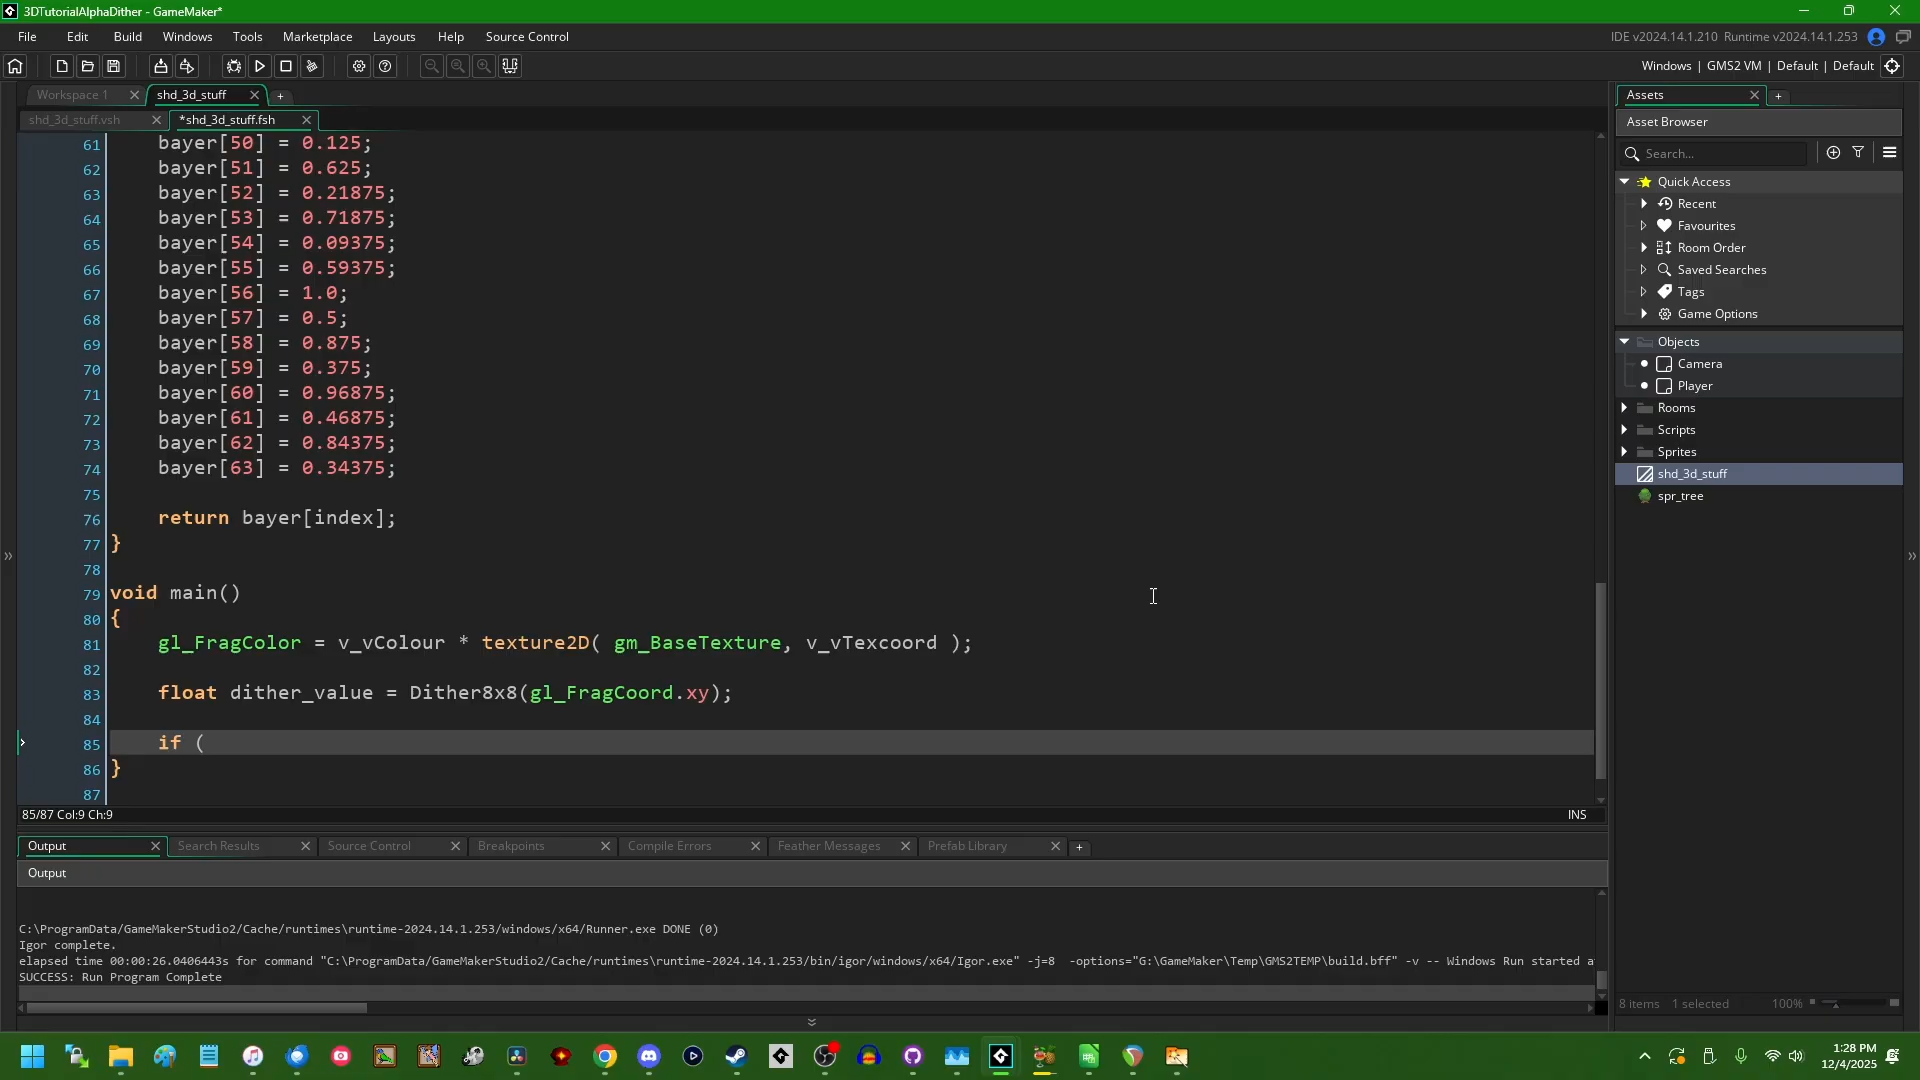 3DTutorialAlphaDither - GameMaker*
File Edit Build Windows Tools Marketplace Layouts Help Source Control
IDE v2024.14.1.210 Runtime v2024.14.1.253
Windows | GMS2 VM | Default | Default
Workspace 1
shd_3d_stuff
shd_3d_stuff.vsh
*shd_3d_stuff.fsh
61 bayer[50] = 0.125;
62 bayer[51] = 0.625;
63 bayer[52] = 0.21875;
64 bayer[53] = 0.71875;
65 bayer[54] = 0.09375;
66 bayer[55] = 0.59375;
67 bayer[56] = 1.0;
68 bayer[57] = 0.5;
69 bayer[58] = 0.875;
70 bayer[59] = 0.375;
71 bayer[60] = 0.96875;
72 bayer[61] = 0.46875;
73 bayer[62] = 0.84375;
74 bayer[63] = 0.34375;
75
76 return bayer[index];
77 }
78
79 void main()
80 {
81 gl_FragColor = v_vColour * texture2D( gm_BaseTexture, v_vTexcoord );
82
83 float dither_value = Dither8x8(gl_FragCoord.xy);
84
85 if (
86 }
87
85/87 Col:9 Ch:9
INS
Output
Search Results
Source Control
Breakpoints
Compile Errors
Feather Messages
Prefab Library
Output
C:\ProgramData/GameMakerStudio2/Cache/runtimes\runtime-2024.14.1.253/windows/x64/Runner.exe DONE (0)
Igor complete.
elapsed time 00:00:26.0406443s for command "C:\ProgramData/GameMakerStudio2/Cache/runtimes\runtime-2024.14.1.253/bin/igor/windows/x64/Igor.exe" -j=8 -options="G:\GameMaker\Temp\GMS2TEMP\build.bff" -v -- Windows Run started a
SUCCESS: Run Program Complete
Assets
Asset Browser
Search...
Quick Access
Recent
Favourites
Room Order
Saved Searches
Tags
Game Options
Objects
Camera
Player
Rooms
Scripts
Sprites
shd_3d_stuff
spr_tree
8 items 1 selected 100%
1:28 PM
12/4/2025